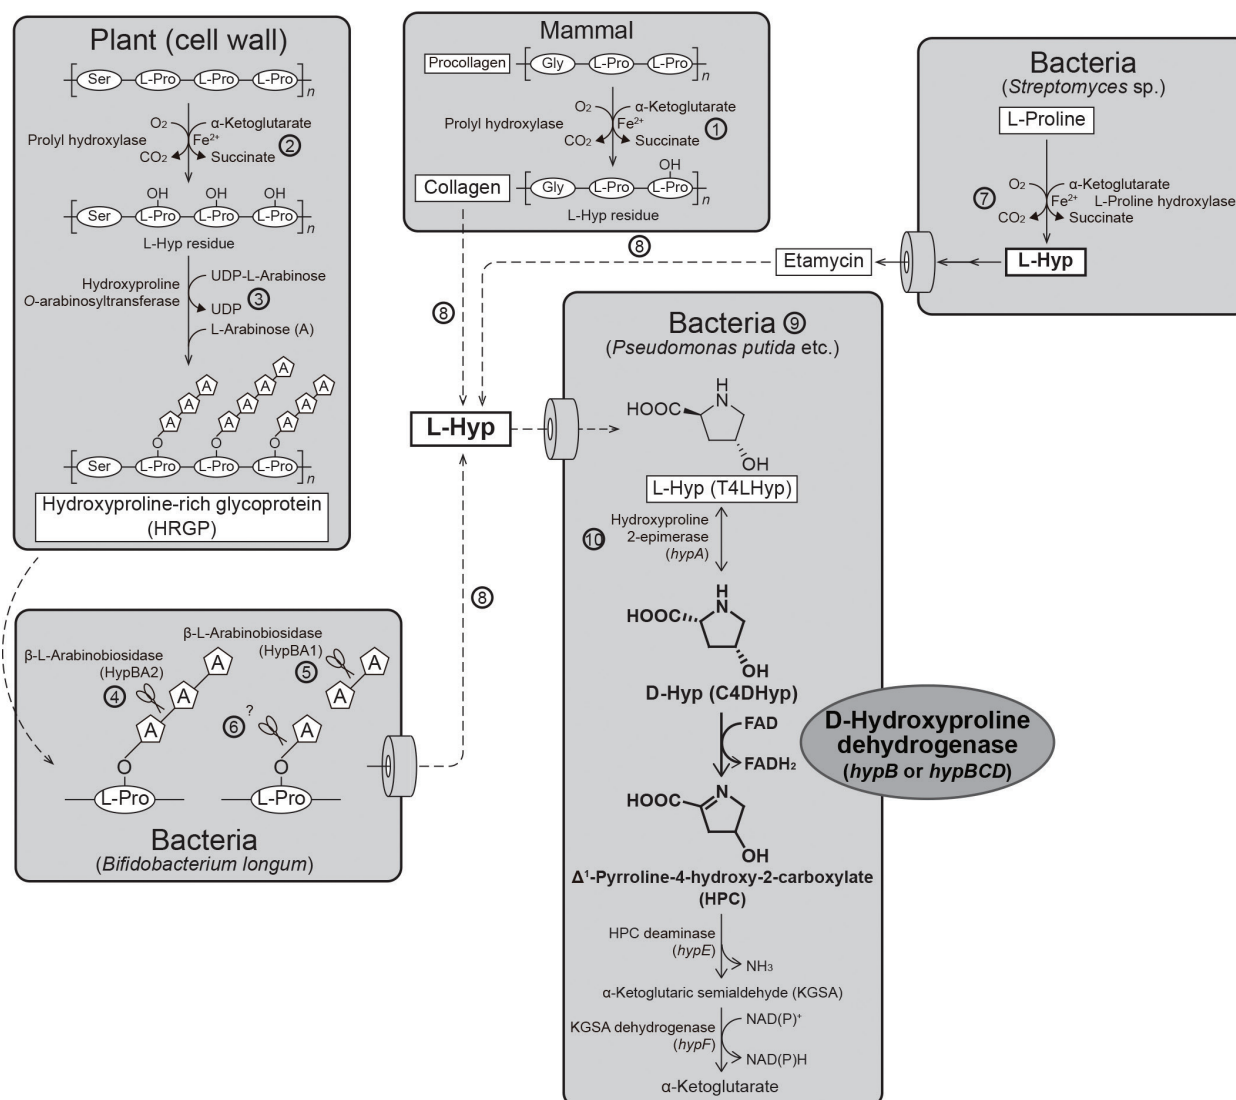 Plant (cell wall)
Ser L-Pro L-Pro L-Pro n
O2 α-Ketoglutarate
Prolyl hydroxylase Fe2+ ②
CO2 Succinate
OH OH OH
Ser L-Pro L-Pro L-Pro n
L-Hyp residue
Hydroxyproline
O-arabinosyltransferase
UDP-L-Arabinose
③
UDP
L-Arabinose (A)
A A A A A A A A A A
O O O
Ser L-Pro L-Pro L-Pro n
Hydroxyproline-rich glycoprotein
(HRGP)
Mammal
Procollagen Gly L-Pro L-Pro n
O2 α-Ketoglutarate
Prolyl hydroxylase Fe2+ ①
CO2 Succinate
OH
Collagen Gly L-Pro L-Pro n
L-Hyp residue
Bacteria
(Streptomyces sp.)
L-Proline
O2 α-Ketoglutarate
⑦ Fe2+ L-Proline hydroxylase
CO2 Succinate
L-Hyp
Etamycin
⑧
⑧
L-Hyp
⑧
β-L-Arabinobiosidase
(HypBA1)
⑤
β-L-Arabinobiosidase
(HypBA2)
④
A A A
A A
⑥ ? A
O O
L-Pro L-Pro
Bacteria
(Bifidobacterium longum)
Bacteria ⑨
(Pseudomonas putida etc.)
H
N
HOOC
OH
L-Hyp (T4LHyp)
⑩
Hydroxyproline
2-epimerase
(hypA)
H
N
HOOC
OH
D-Hyp (C4DHyp)
FAD
FADH2
D-Hydroxyproline
dehydrogenase
(hypB or hypBCD)
N
HOOC
OH
Δ1-Pyrroline-4-hydroxy-2-carboxylate
(HPC)
HPC deaminase
(hypE)
NH3
α-Ketoglutaric semialdehyde (KGSA)
KGSA dehydrogenase
(hypF)
NAD(P)+
NAD(P)H
α-Ketoglutarate